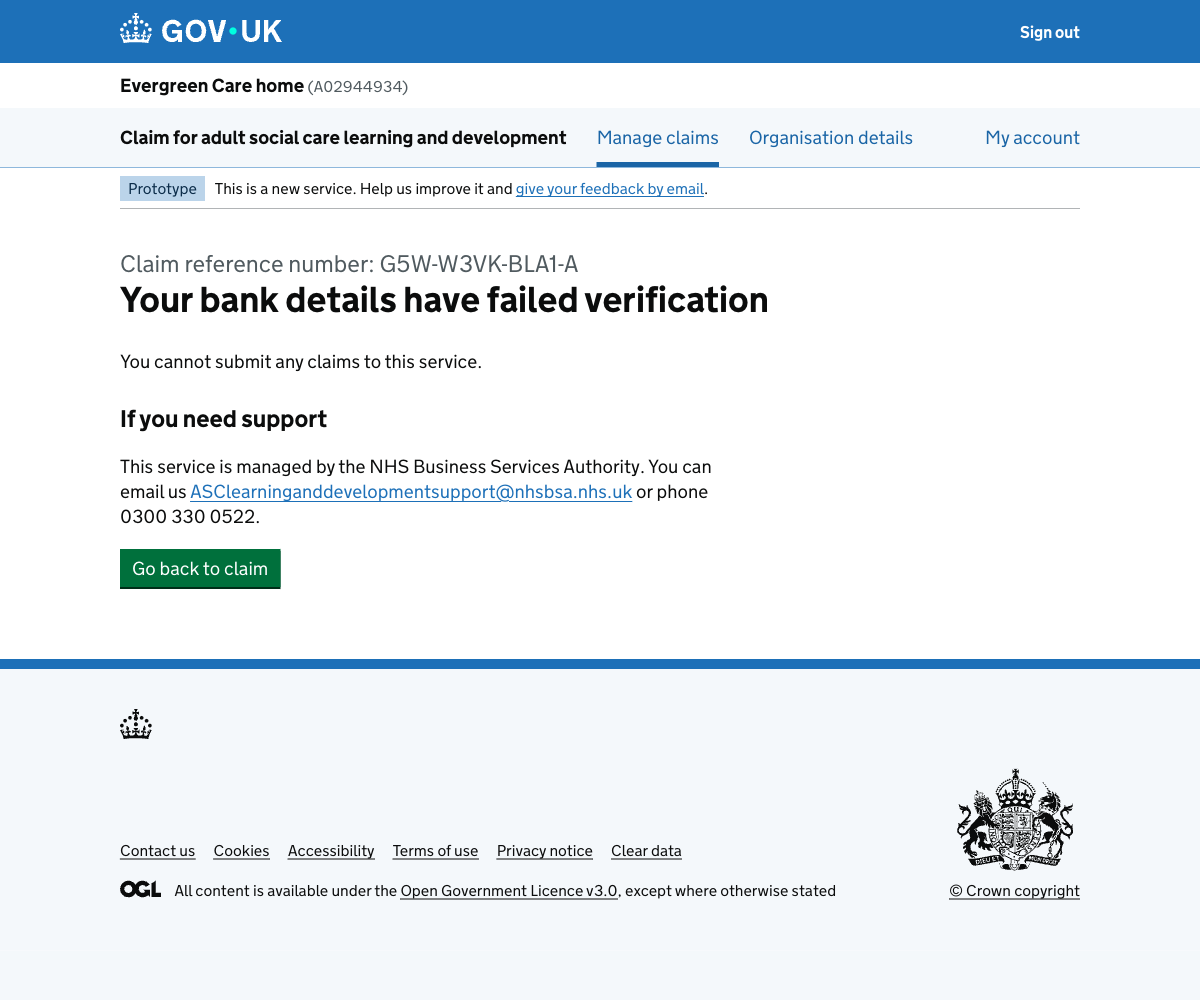 GOV•UK
Sign out
Evergreen Care home (A02944934)
Claim for adult social care learning and development
Manage claims
Organisation details
My account
Prototype
This is a new service. Help us improve it and give your feedback by email.
Claim reference number: G5W-W3VK-BLA1-A
Your bank details have failed verification
You cannot submit any claims to this service.
If you need support
This service is managed by the NHS Business Services Authority. You can
email us ASClearninganddevelopmentsupport@nhsbsa.nhs.uk or phone
0300 330 0522.
Go back to claim
Contact us
Cookies
Accessibility
Terms of use
Privacy notice
Clear data
OGL
All content is available under the Open Government Licence v3.0, except where otherwise stated
© Crown copyright